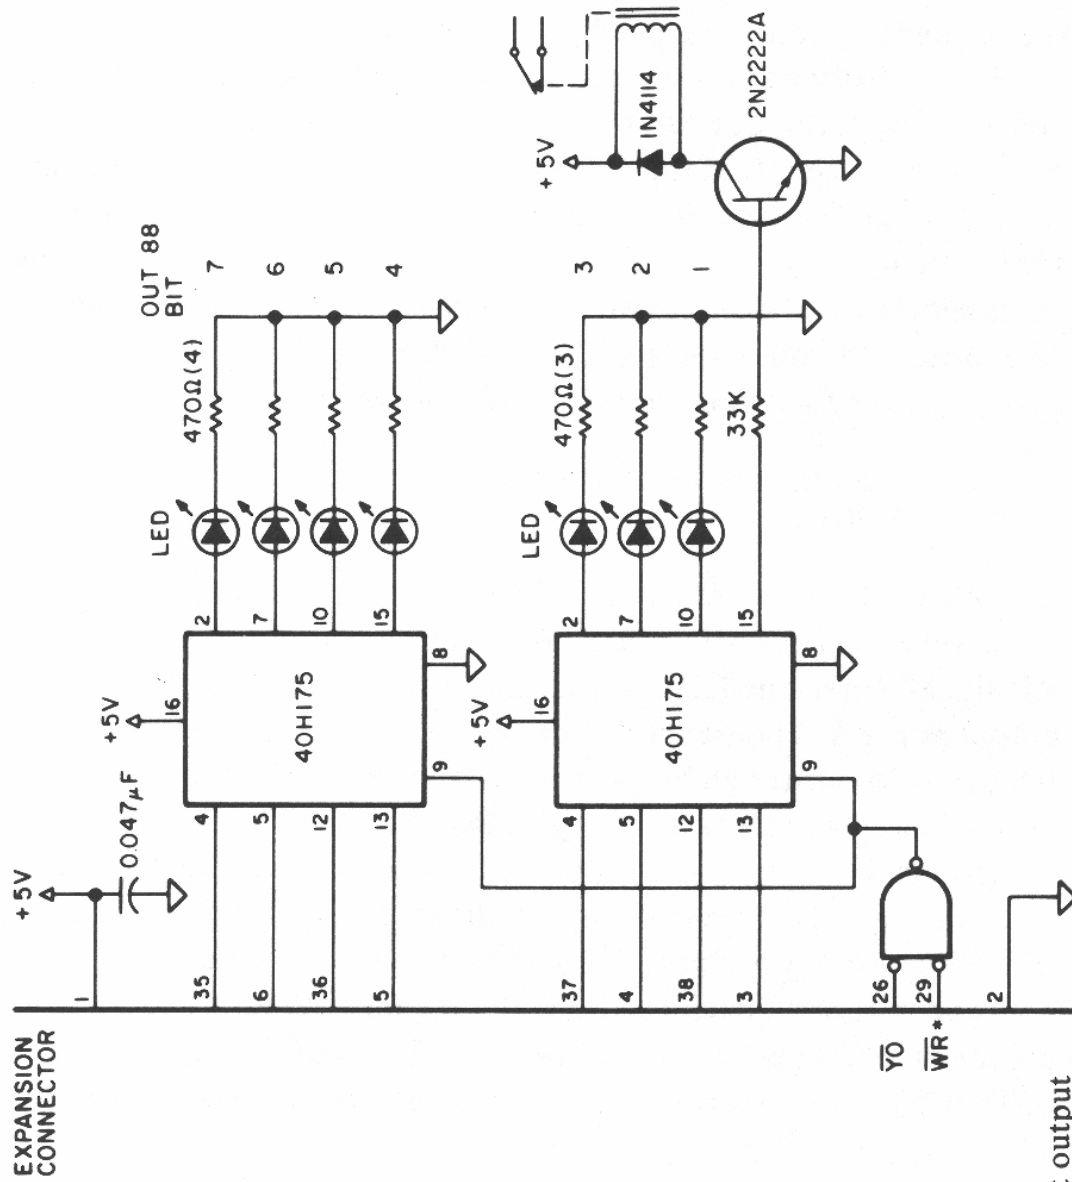 EXPANSION
CONNECTOR
+5V
0.047µF
1
35
6
36
5
37
4
38
3
26
29
2
Y0
WR*
4
5
12
13
+5V
16
40H175
9
8
2
7
10
15
LED
470Ω(4)
OUT 88
BIT
7
6
5
4
4
5
12
13
+5V
16
40H175
9
8
2
7
10
15
LED
470Ω(3)
33K
3
2
1
+5V
1N4114
2N2222A
output